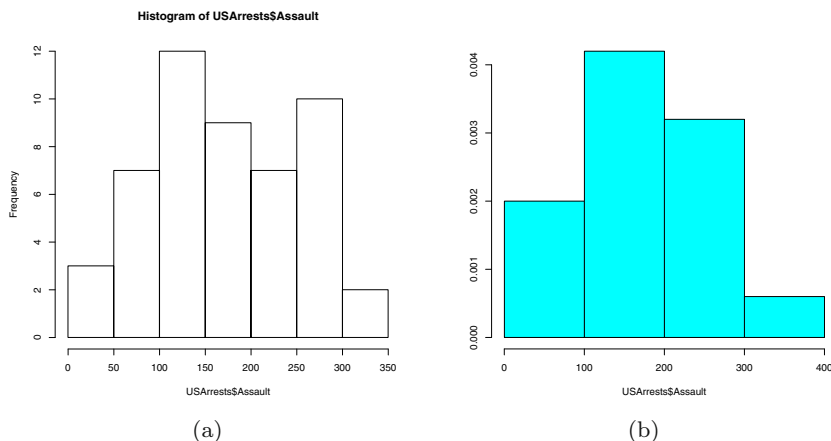 Histogram of USArrests$Assault
Frequency
12
10
8
6
4
2
0
0 50 100 150 200 250 300 350
USArrests$Assault
(a)
0.004
0.003
0.002
0.001
0.000
0 100 200 300 400
USArrests$Assault
(b)